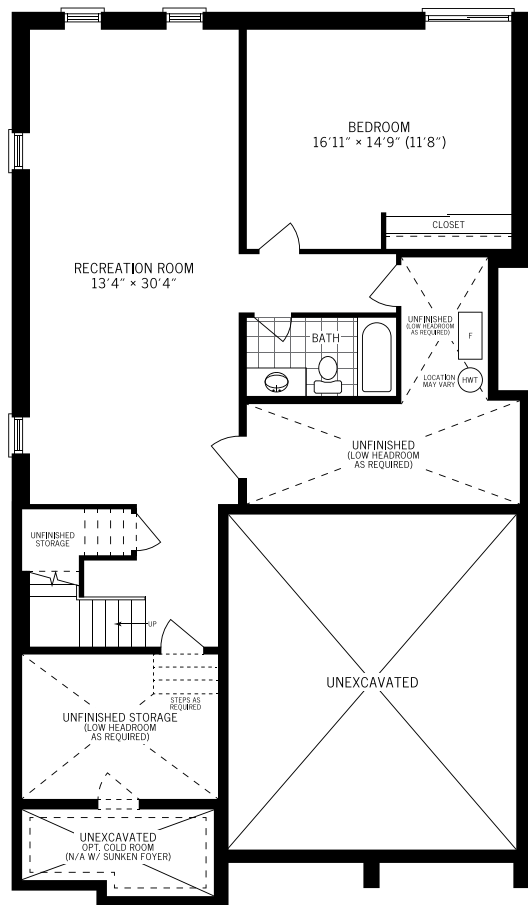 BEDROOM
16'11" × 14'9" (11'8")
CLOSET
RECREATION ROOM
13'4" × 30'4"
UNFINISHED
(LOW HEADROOM
AS REQUIRED)
F
BATH
LOCATION
MAY VARY
HWT
UNFINISHED
(LOW HEADROOM
AS REQUIRED)
UNFINISHED
STORAGE
UP
UNEXCAVATED
STEPS AS
REQUIRED
UNFINISHED STORAGE
(LOW HEADROOM
AS REQUIRED)
UNEXCAVATED
OPT. COLD ROOM
(N/A W/ SUNKEN FOYER)